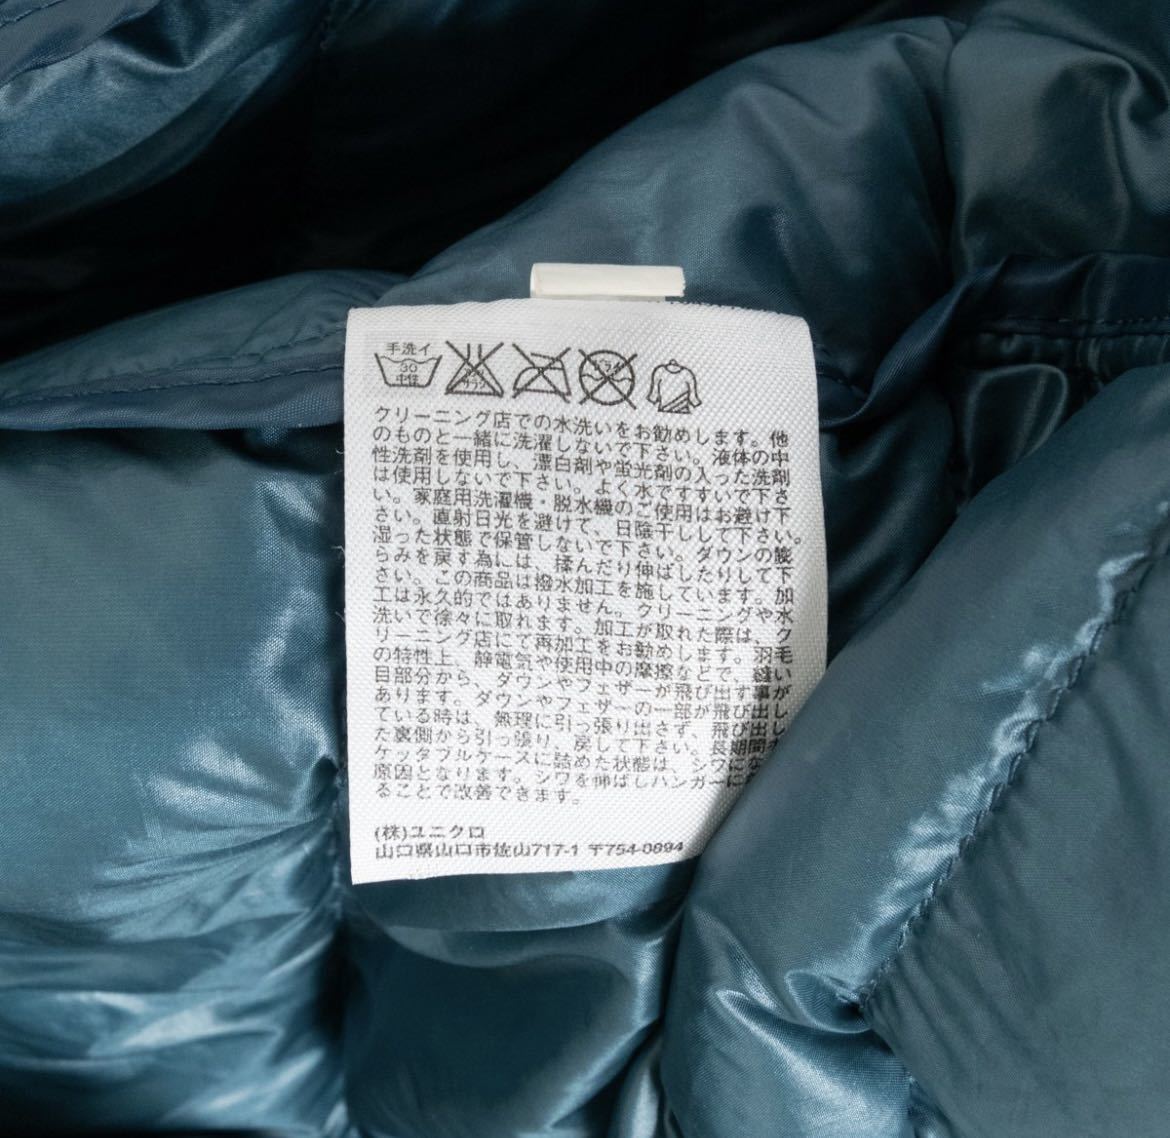 手洗イ
30
中性
クリーニング店での水洗いをお勧めします。他
のものと一緒に洗濯しないで下さい。液体の中
性洗剤を使用し、漂白剤や蛍光剤の入った洗剤
は使用しないで下さい。よく水ですすいで下さ
い。家庭用洗濯機・脱水機のご使用はお避け下
さい。直射日光を避けて、日陰干しして下さい。
湿った状態で保管しないで下さい。ダウンの膨
らみを戻す為には、揉んだり伸ばしたりして下
さい。この商品は撥水加工を施しています。加
工は永久的ではありません。クリーニングや水
洗いで徐々に取れます。加工が取れた際は、ク
リーニング店にて再加工をお勧めします。羽毛
の特性上、静電気や使用中の摩擦などで、縫い
目部分から、ダウンやフェザーが飛び出す事が
あります。ダウンやフェザーの一部が飛び出し
ている時は、無理に引っ張り出さず、飛び出し
た裏側から引っ張り、戻して下さい。長期間
ケッタブルケースに詰めた状態は、シワにな
原因となります。シワを伸ばしハンガーに
ることで改善できます。
(株)ユニクロ
山口県山口市佐山717-1 〒754-0894